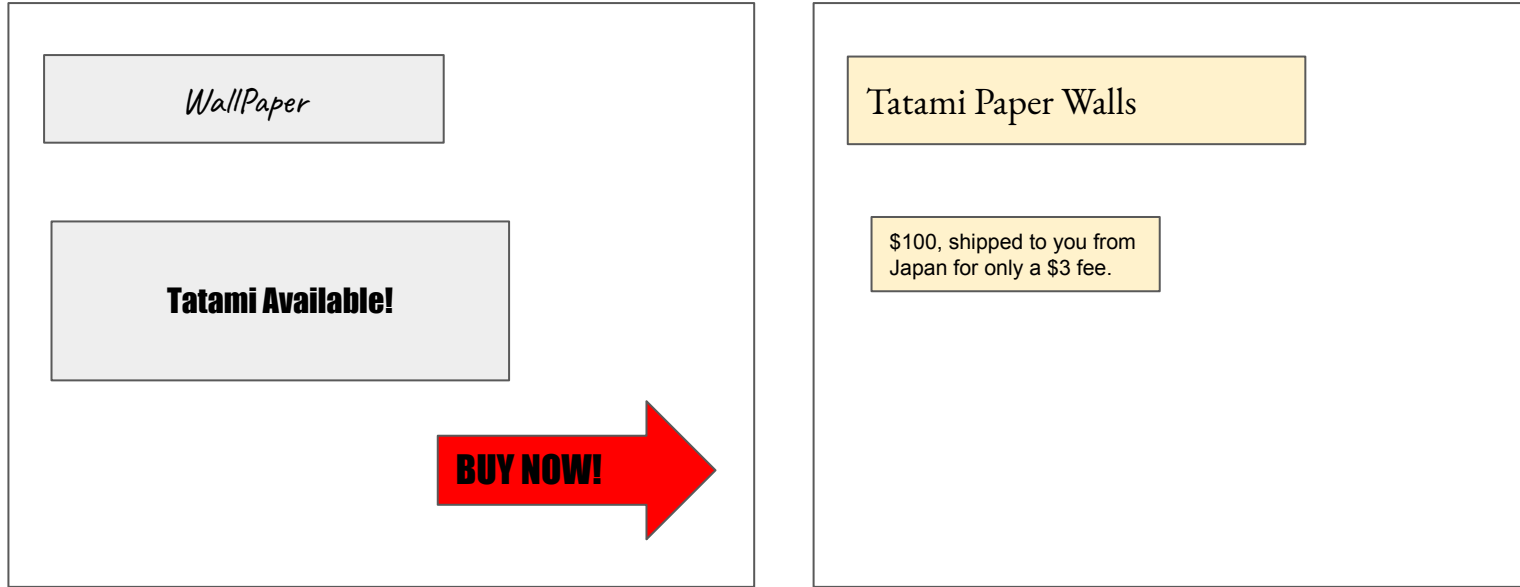 WallPaper
Tatami Available!
BUY NOW!
Tatami Paper Walls
$100, shipped to you from
Japan for only a $3 fee.